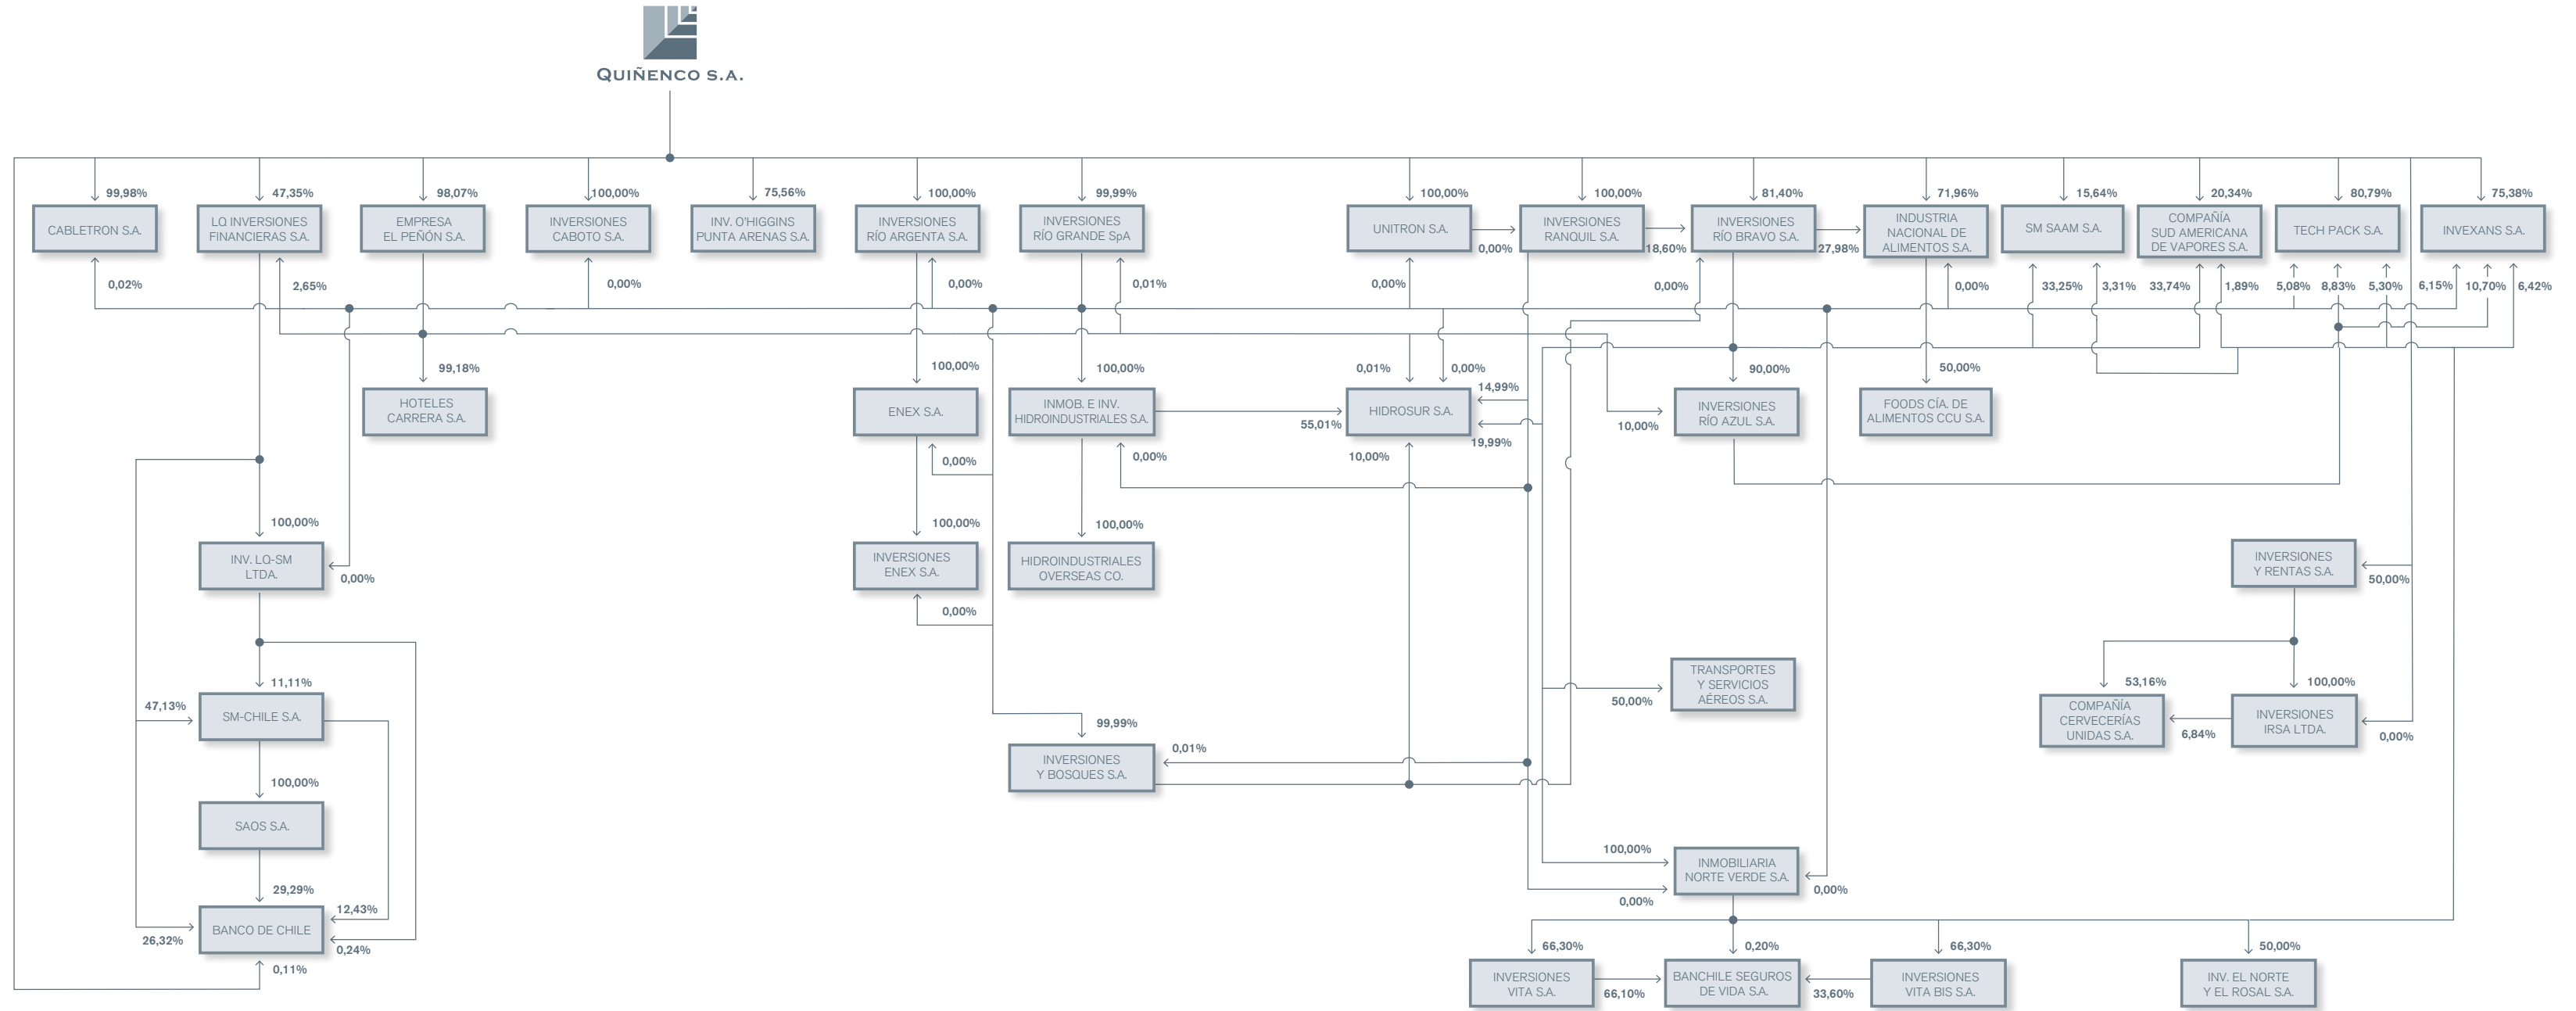 QUIÑENCO S.A.
99,98%
47,35%
98,07%
100,00%
75,56%
100,00%
99,99%
100,00%
100,00%
81,40%
71,96%
15,64%
20,34%
80,79%
75,38%
CABLETRON S.A.
LQ INVERSIONES
FINANCIERAS S.A.
EMPRESA
EL PEÑÓN S.A.
INVERSIONES
CABOTO S.A.
INV. O'HIGGINS
PUNTA ARENAS S.A.
INVERSIONES
RÍO ARGENTA S.A.
INVERSIONES
RÍO GRANDE SpA
UNITRON S.A.
0,00%
INVERSIONES
RANQUIL S.A.
18,60%
INVERSIONES
RÍO BRAVO S.A.
27,98%
INDUSTRIA
NACIONAL DE
ALIMENTOS S.A.
SM SAAM S.A.
COMPAÑÍA
SUD AMERICANA
DE VAPORES S.A.
TECH PACK S.A.
INVEXANS S.A.
0,02%
2,65%
0,00%
0,00%
0,01%
0,00%
0,00%
0,00%
33,25%
3,31%
33,74%
1,89%
5,08%
8,83%
5,30%
6,15%
10,70%
6,42%
99,18%
100,00%
100,00%
0,01%
0,00%
14,99%
90,00%
50,00%
HOTELES
CARRERA S.A.
ENEX S.A.
INMOB. E INV.
HIDROINDUSTRIALES S.A.
55,01%
HIDROSUR S.A.
19,99%
10,00%
INVERSIONES
RÍO AZUL S.A.
FOODS CÍA. DE
ALIMENTOS CCU S.A.
0,00%
0,00%
10,00%
100,00%
100,00%
100,00%
INV. LQ-SM
LTDA.
0,00%
INVERSIONES
ENEX S.A.
HIDROINDUSTRIALES
OVERSEAS CO.
INVERSIONES
Y RENTAS S.A.
50,00%
0,00%
11,11%
47,13%
SM-CHILE S.A.
99,99%
TRANSPORTES
Y SERVICIOS
AÉREOS S.A.
50,00%
53,16%
100,00%
COMPAÑÍA
CERVECERÍAS
UNIDAS S.A.
6,84%
INVERSIONES
IRSA LTDA.
0,00%
INVERSIONES
Y BOSQUES S.A.
0,01%
100,00%
SAOS S.A.
100,00%
INMOBILIARIA
NORTE VERDE S.A.
0,00%
0,00%
29,29%
12,43%
BANCO DE CHILE
26,32%
0,24%
0,11%
66,30%
0,20%
66,30%
50,00%
INVERSIONES
VITA S.A.
66,10%
BANCHILE SEGUROS
DE VIDA S.A.
33,60%
INVERSIONES
VITA BIS S.A.
INV. EL NORTE
Y EL ROSAL S.A.